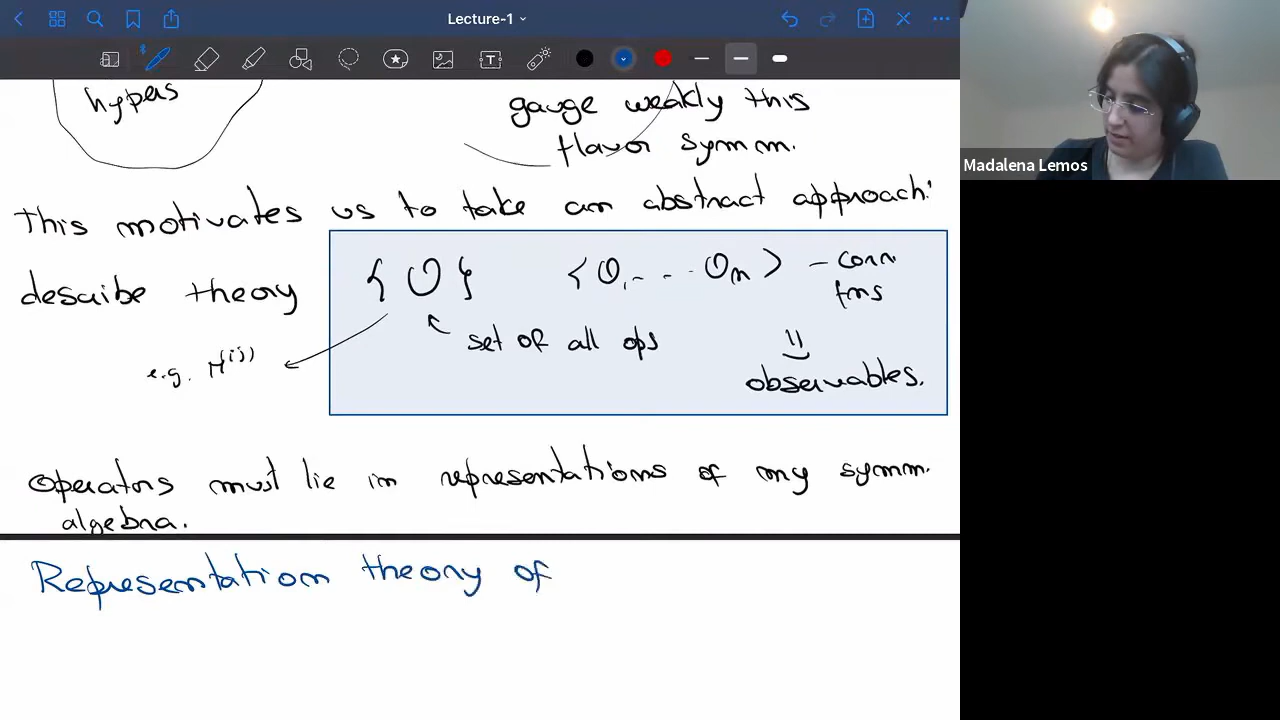 Lecture-1
Madalena Lemos
hypers
gauge weakly this
flavor symm.
This motivates us to take an abstract approach:
describe theory { O } < O1 ... On > - corr
fns
set of all ops
e.g. M(ij)
observables.
Operators must lie in representations of my symm.
algebra.
Representation theory of